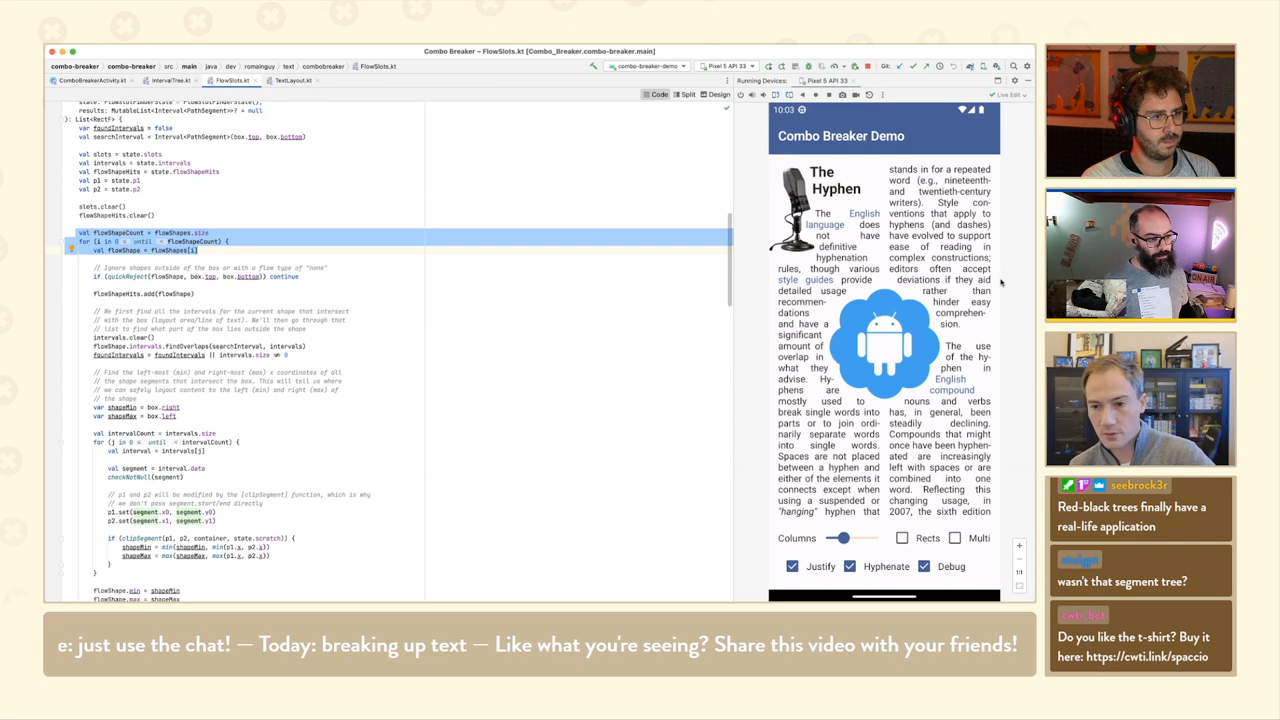 Combo Breaker – FlowSlots.kt [Combo_Breaker.combo-breaker.main]
combo-breaker
combo-breaker
src
main
java
dev
romainguy
text
combobreaker
FlowSlots.kt
combo-breaker-demo
Pixel 5 API 33
Git:
ComboBreakerActivity.kt
IntervalTree.kt
FlowSlots.kt
TextLayout.kt
Running Devices:
Pixel 5 API 33
Code
Split
Design
Live Edit
results: MutableList<Interval<PathSegment>>? = null
): List<RectF> {
var foundIntervals = false
val searchInterval = Interval<PathSegment>(box.top, box.bottom)
val slots = state.slots
val intervals = state.intervals
val flowShapeHits = state.flowShapeHits
val p1 = state.p1
val p2 = state.p2
slots.clear()
flowShapeHits.clear()
val flowShapeCount = flowShapes.size
for (i in 0 ≤ until < flowShapeCount) {
val flowShape = flowShapes[i]
// Ignore shapes outside of the box or with a flow type of "none"
if (quickReject(flowShape, box.top, box.bottom)) continue
flowShapeHits.add(flowShape)
// We first find all the intervals for the current shape that intersect
// with the box (layout area/line of text). We'll then go through that
// list to find what part of the box lies outside the shape
intervals.clear()
flowShape.intervals.findOverlaps(searchInterval, intervals)
foundIntervals = foundIntervals || intervals.size ≠ 0
// Find the left-most (min) and right-most (max) x coordinates of all
// the shape segments that intersect the box. This will tell us where
// we can safely layout content to the left (min) and right (max) of
// the shape
var shapeMin = box.right
var shapeMax = box.left
val intervalCount = intervals.size
for (j in 0 ≤ until < intervalCount) {
val interval = intervals[j]
val segment = interval.data
checkNotNull(segment)
// p1 and p2 will be modified by the [clipSegment] function, which is why
// we don't pass segment.start/end directly
p1.set(segment.x0, segment.y0)
p2.set(segment.x1, segment.y1)
if (clipSegment(p1, p2, container, state.scratch)) {
shapeMin = min(shapeMin, min(p1.x, p2.x))
shapeMax = max(shapeMax, max(p1.x, p2.x))
}
}
flowShape.min = shapeMin
flowShape.max = shapeMax
10:03
Combo Breaker Demo
The
Hyphen
The English
language does
not have
definitive
hyphenation
rules, though various
style guides provide
detailed usage
recommen-
dations
and have a
significant
amount of
overlap in
what they
advise. Hy-
phens are
mostly used to
break single words into
parts or to join ordi-
narily separate words
into single words.
Spaces are not placed
between a hyphen and
either of the elements it
connects except when
using a suspended or
"hanging" hyphen that
stands in for a repeated
word (e.g., nineteenth-
and twentieth-century
writers). Style con-
ventions that apply to
hyphens (and dashes)
have evolved to support
ease of reading in
complex constructions;
editors often accept
deviations if they aid
rather than
hinder easy
comprehen-
sion.
The use
of the hy-
phen in
English
compound
nouns and verbs
has, in general, been
steadily declining.
Compounds that might
once have been hyphen-
ated are increasingly
left with spaces or are
combined into one
word. Reflecting this
changing usage, in
2007, the sixth edition
Columns
Rects
Multi
Justify
Hyphenate
Debug
1:1
ON AIR
seebrock3r
Red-black trees finally have a
real-life application
wasn't that segment tree?
cwti_bot
Do you like the t-shirt? Buy it
here: https://cwti.link/spaccio
e: just use the chat! — Today: breaking up text — Like what you're seeing? Share this video with your friends!